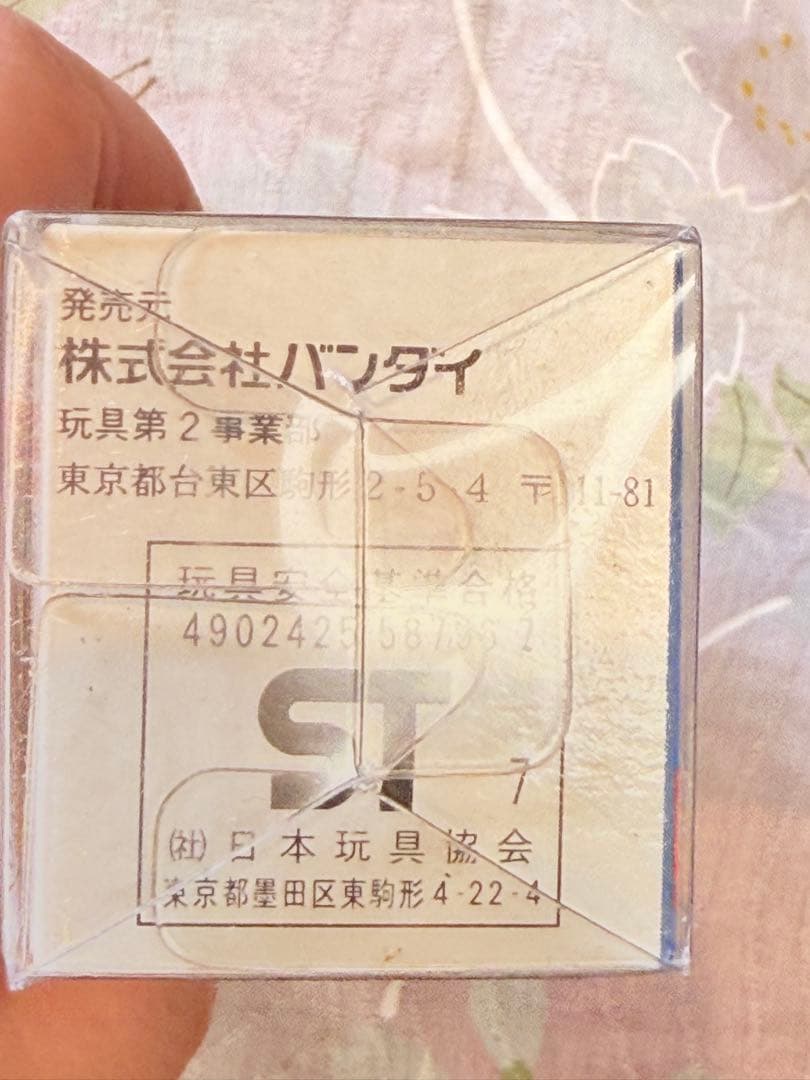 発売元
株式会社バンダイ
玩具第2事業部
東京都台東区駒形2-5-4 〒111-81
玩具安全基準合格
4902425
ST
7
(社)日本玩具協会
東京都墨田区東駒形4-22-4